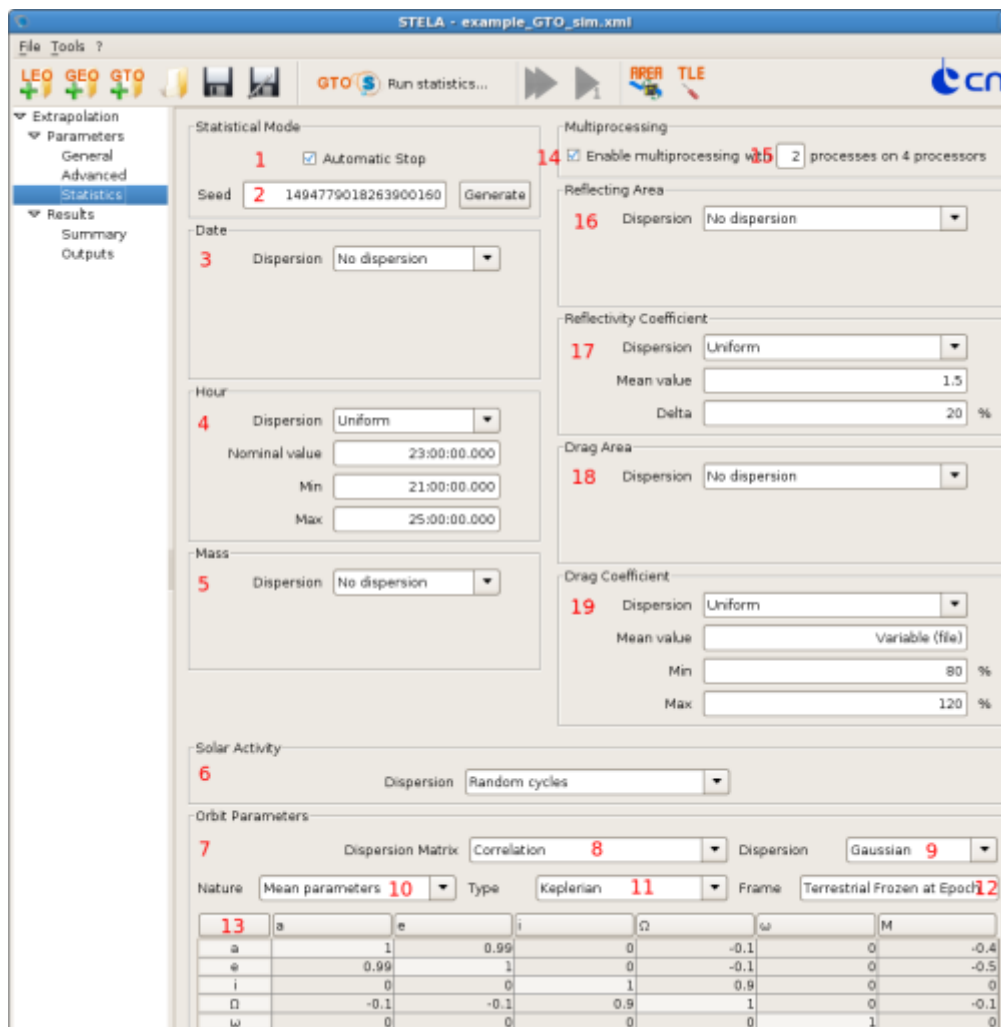 STELA - example_GTO_sim.xml
File Tools ?
LEO GEO GTO GTO S Run statistics... 1 AREA TLE cn
Extrapolation
Parameters
General
Advanced
Statistics
Results
Summary
Outputs
Statistical Mode
1 Automatic Stop
Seed 2 1494779018263900160 Generate
Date
3 Dispersion No dispersion
Hour
4 Dispersion Uniform
Nominal value 23:00:00.000
Min 21:00:00.000
Max 25:00:00.000
Mass
5 Dispersion No dispersion
Multiprocessing
14 Enable multiprocessing with 15 2 processes on 4 processors
Reflecting Area
16 Dispersion No dispersion
Reflectivity Coefficient
17 Dispersion Uniform
Mean value 1.5
Delta 20 %
Drag Area
18 Dispersion No dispersion
Drag Coefficient
19 Dispersion Uniform
Mean value Variable (file)
Min 80 %
Max 120 %
Solar Activity
6 Dispersion Random cycles
Orbit Parameters
7 Dispersion Matrix Correlation 8 Dispersion Gaussian 9
Nature Mean parameters 10 Type Keplerian 11 Frame Terrestrial Frozen at Epoch 12
13 a e i Ω ω M
a 1 0.99 0 -0.1 0 -0.4
e 0.99 1 0 -0.1 0 -0.5
i 0 0 1 0.9 0 0
Ω -0.1 -0.1 0.9 1 0 -0.1
ω 0 0 0 0 1 0